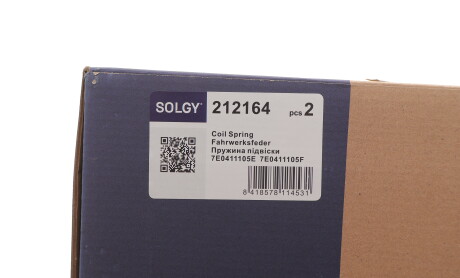 SOLGY 212164 pcs 2
Coil Spring
Fahrwerksfeder
Пружина підвіски
7E0411105E 7E0411105F
8 418578 114531